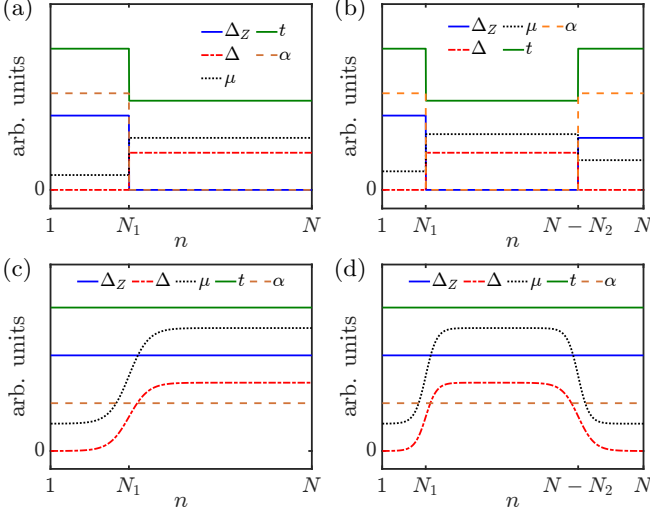 (a)
Δ_Z t
Δ α
μ
arb. units
0
1 N_1 N
n
(b)
Δ_Z μ α
Δ t
arb. units
0
1 N_1 N − N_2 N
n
(c)
Δ_Z Δ μ t α
arb. units
0
1 N_1 N
n
(d)
Δ_Z Δ μ t α
arb. units
0
1 N_1 N − N_2 N
n